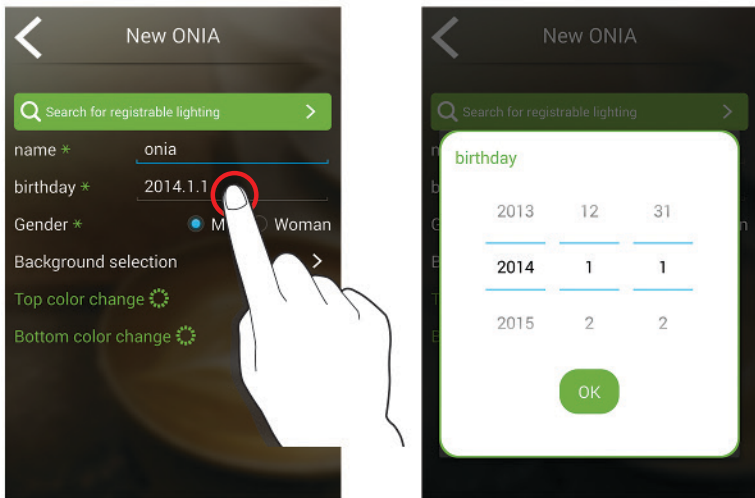 New ONIA
Search for registrable lighting
name *
onia
birthday *
2014.1.1
Gender *
Woman
Background selection
Top color change
Bottom color change
New ONIA
Search for registrable lighting
birthday
2013 12 31
2014 1 1
2015 2 2
OK